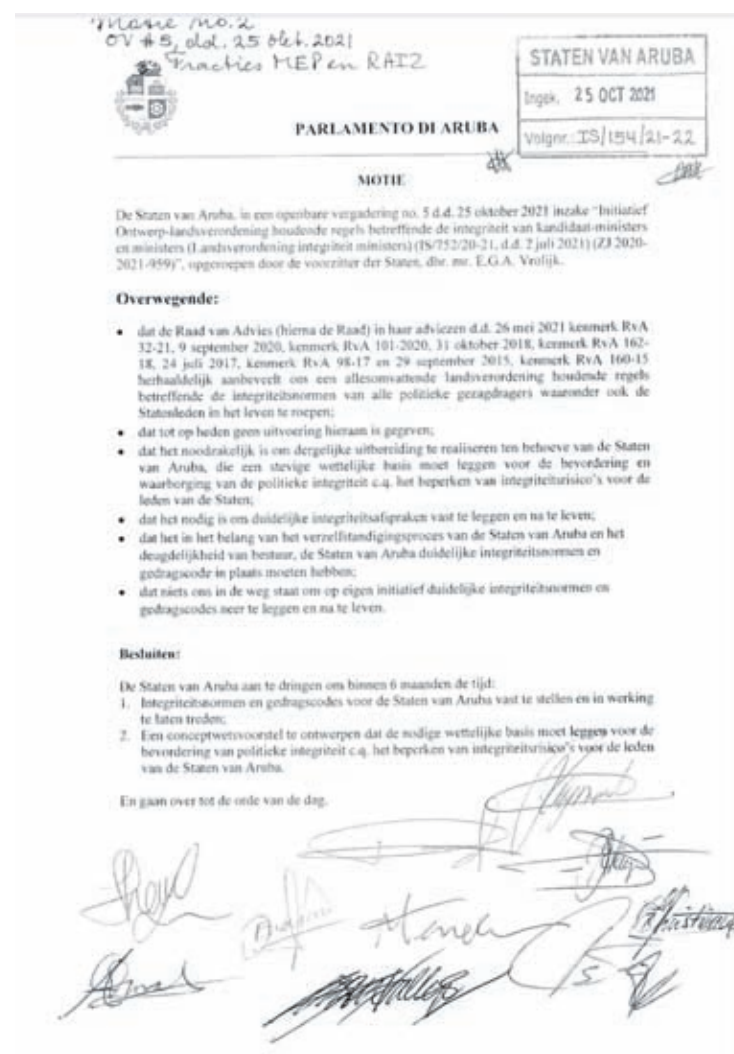 Motie no. 2
OV #5, dd. 25 okt. 2021
Fracties MEP en RAIZ
STATEN VAN ARUBA
Ingek. 25 OCT 2021
Volgnr.: IS/154/21-22
PARLAMENTO DI ARUBA
MOTIE
De Staten van Aruba, in een openbare vergadering no. 5 d.d. 25 oktober 2021 inzake "Initiatief
Ontwerp-landsverordening houdende regels betreffende de integriteit van kandidaat-ministers
en ministers (Landsverordening integriteit ministers) (IS/752/20-21, d.d. 2 juli 2021) (ZJ 2020-
2021-959)", opgeroepen door de voorzitter der Staten, dhr. mr. E.G.A. Vrolijk.
Overwegende:
• dat de Raad van Advies (hierna de Raad) in haar adviezen d.d. 26 mei 2021 kenmerk RvA
32-21, 9 september 2020, kenmerk RvA 101-2020, 31 oktober 2018, kenmerk RvA 162-
18, 24 juli 2017, kenmerk RvA 98-17 en 29 september 2015, kenmerk RvA 160-15
herhaaldelijk aanbeveelt om een allesomvattende landsverordening houdende regels
betreffende de integriteitsnormen van alle politieke gezagdragers waaronder ook de
Statenleden in het leven te roepen;
• dat tot op heden geen uitvoering hieraan is gegeven;
• dat het noodzakelijk is om dergelijke uitbereiding te realiseren ten behoeve van de Staten
van Aruba, die een stevige wettelijke basis moet leggen voor de bevordering en
waarborging van de politieke integriteit c.q. het beperken van integriteitsrisico's voor de
leden van de Staten;
• dat het nodig is om duidelijke integriteitsafspraken vast te leggen en na te leven;
• dat het in het belang van het verzelfstandigingsproces van de Staten van Aruba en het
deugdelijkheid van bestuur, de Staten van Aruba duidelijke integriteitsnormen en
gedragscode in plaats moeten hebben;
• dat niets ons in de weg staat om op eigen initiatief duidelijke integriteitsnormen en
gedragscodes neer te leggen en na te leven.
Besluiten:
De Staten van Aruba aan te dringen om binnen 6 maanden de tijd:
1. Integriteitsnormen en gedragscodes voor de Staten van Aruba vast te stellen en in werking
te laten treden;
2. Een conceptwetsvoorstel te ontwerpen dat de nodige wettelijke basis moet leggen voor de
bevordering van politieke integriteit c.q. het beperken van integriteitsrisico's voor de leden
van de Staten van Aruba.
En gaan over tot de orde van de dag.